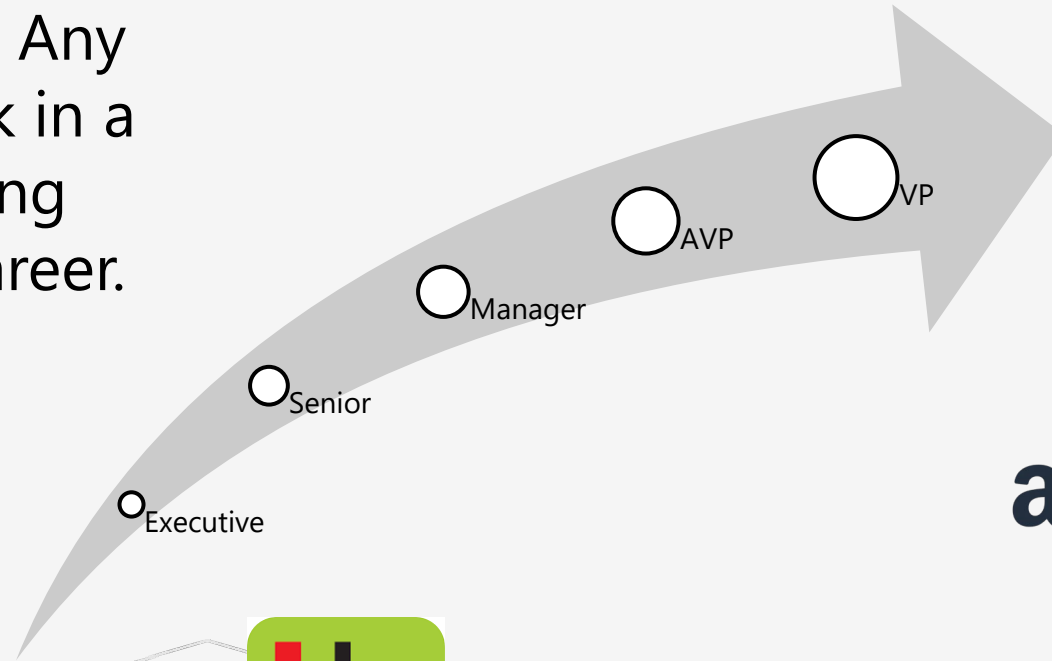 Any
k in a
ng
areer.
VP
AVP
Manager
Senior
Executive
a